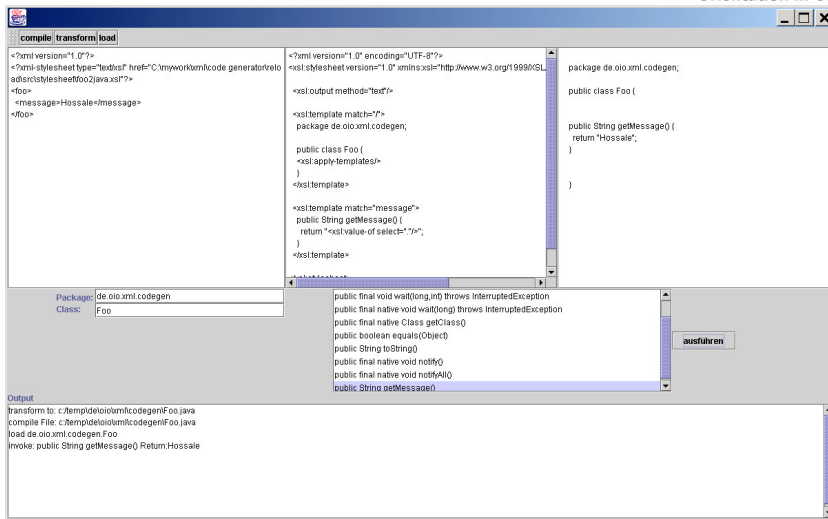 compile transform load
<?xml version="1.0"?>
<?xml-stylesheet type="text/xsl" href="C:\mywork\xml\code generator\relo
ad\src\stylesheet\foo2java.xsl"?>
<foo>
<message>Hossale</message>
</foo>
<?xml version="1.0" encoding="UTF-8"?>
<xsl:stylesheet version="1.0" xmlns:xsl="http://www.w3.org/1999/XSL
<xsl:output method="text"/>
<xsl:template match="/">
package de.oio.xml.codegen;
public class Foo {
<xsl:apply-templates/>
}
</xsl:template>
<xsl:template match="message">
public String getMessage() {
return "<xsl:value-of select="."/>";
}
</xsl:template>
package de.oio.xml.codegen;
public class Foo {
public String getMessage() {
return "Hossale";
}
}
Package: de.oio.xml.codegen
Class: Foo
public final void wait(long,int) throws InterruptedException
public final native void wait(long) throws InterruptedException
public final native Class getClass()
public boolean equals(Object)
public String toString()
public final native void notify()
public final native void notifyAll()
public String getMessage()
ausführen
Output
transform to: c:/temp\de\oio\xml\codegen\Foo.java
compile File: c:/temp\de\oio\xml\codegen\Foo.java
load de.oio.xml.codegen.Foo
invoke: public String getMessage() Return:Hossale